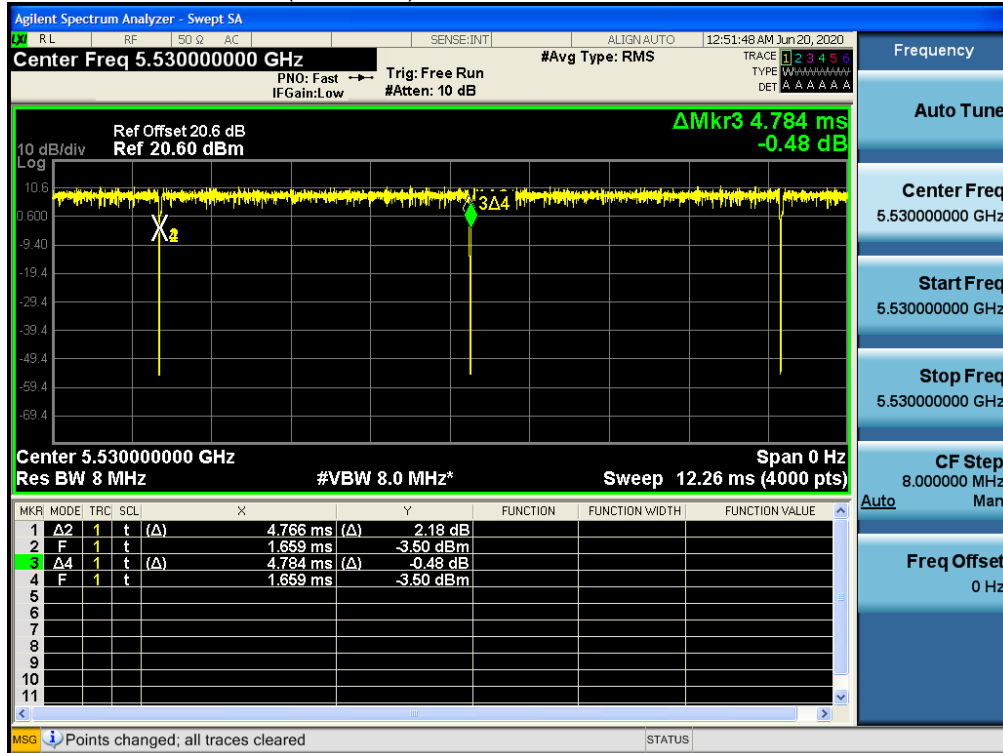 Agilent Spectrum Analyzer - Swept SA
LXI RL RF 50 Ω AC SENSE:INT ALIGNAUTO 12:51:48 AM Jun 20, 2020
Center Freq 5.530000000 GHz #Avg Type: RMS TRACE 1 2 3 4 5 6
PNO: Fast Trig: Free Run TYPE
IFGain:Low #Atten: 10 dB DET A A A A A A
ΔMkr3 4.784 ms
-0.48 dB
Ref Offset 20.6 dB
10 dB/div Ref 20.60 dBm
Log
10.6
0.600
-9.40
-19.4
-29.4
-39.4
-49.4
-59.4
-69.4
3Δ4
Center 5.530000000 GHz Span 0 Hz
Res BW 8 MHz #VBW 8.0 MHz* Sweep 12.26 ms (4000 pts)
MKR MODE TRC SCL X Y FUNCTION FUNCTION WIDTH FUNCTION VALUE
1 Δ2 1 t (Δ) 4.766 ms (Δ) 2.18 dB
2 F 1 t 1.659 ms -3.50 dBm
3 Δ4 1 t (Δ) 4.784 ms (Δ) -0.48 dB
4 F 1 t 1.659 ms -3.50 dBm
5
6
7
8
9
10
11
MSG Points changed; all traces cleared STATUS
Frequency
Auto Tune
Center Freq
5.530000000 GHz
Start Freq
5.530000000 GHz
Stop Freq
5.530000000 GHz
CF Step
8.000000 MHz
Auto Man
Freq Offset
0 Hz